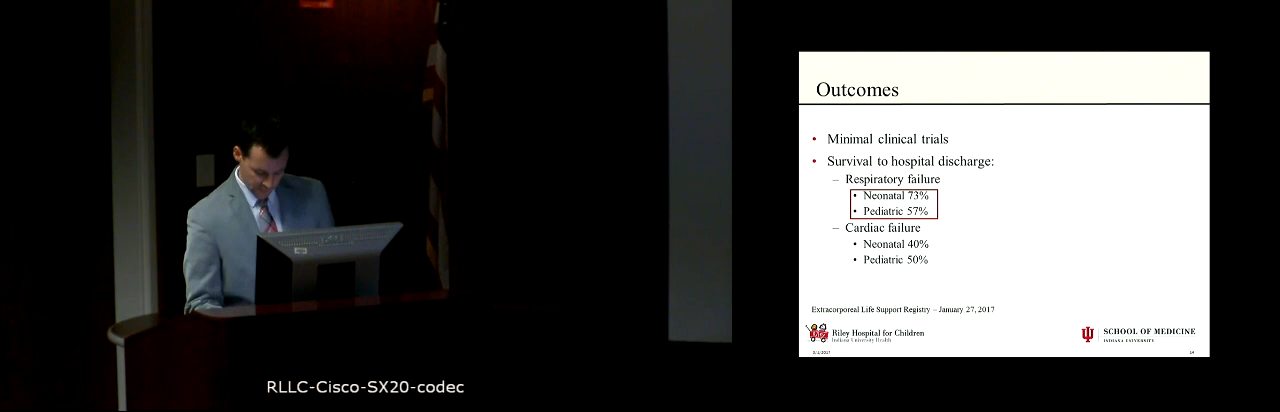 Outcomes
• Minimal clinical trials
• Survival to hospital discharge:
– Respiratory failure
• Neonatal 73%
• Pediatric 57%
– Cardiac failure
• Neonatal 40%
• Pediatric 50%
Extracorporeal Life Support Registry – January 27, 2017
Riley Hospital for Children
Indiana University Health
SCHOOL OF MEDICINE
INDIANA UNIVERSITY
14
RLLC-Cisco-SX20-codec